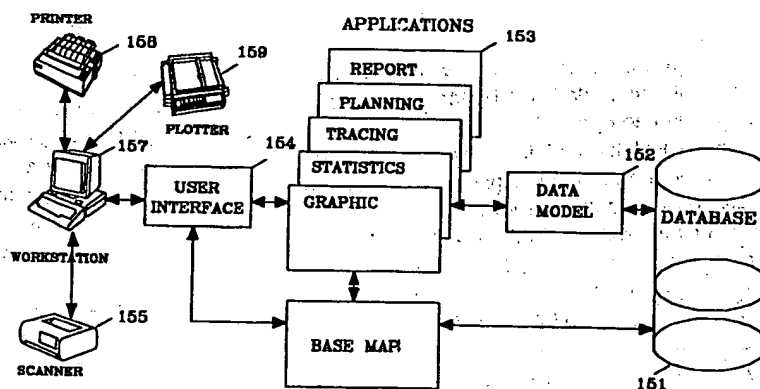 PRINTER
158
159
PLOTTER
157
WORKSTATION
155
SCANNER
154
USER
INTERFACE
APPLICATIONS
153
REPORT
PLANNING
TRACING
STATISTICS
GRAPHIC
BASE MAP
152
DATA
MODEL
DATABASE
151